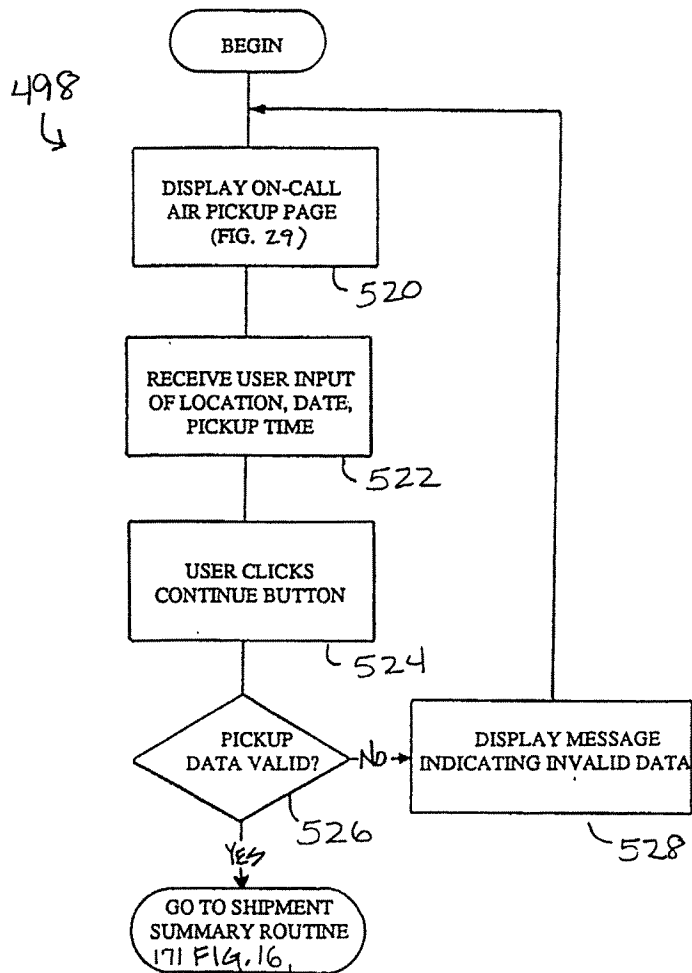 BEGIN
498
DISPLAY ON-CALL
AIR PICKUP PAGE
(FIG. 29)
520
RECEIVE USER INPUT
OF LOCATION, DATE,
PICKUP TIME
522
USER CLICKS
CONTINUE BUTTON
524
PICKUP
DATA VALID?
NO
526
DISPLAY MESSAGE
INDICATING INVALID DATA
528
YES
GO TO SHIPMENT
SUMMARY ROUTINE
171 FIG. 16